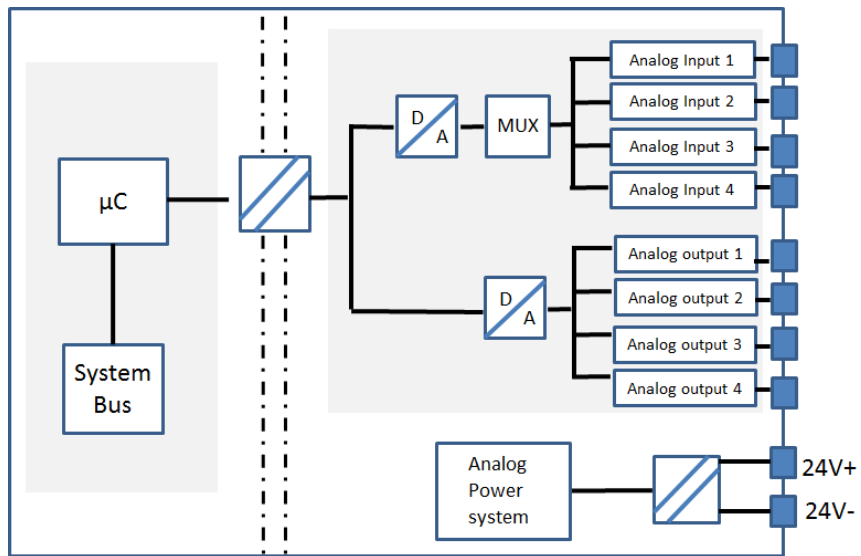 µC
System
Bus
D
A
MUX
Analog Input 1
Analog Input 2
Analog Input 3
Analog Input 4
D
A
Analog output 1
Analog output 2
Analog output 3
Analog output 4
Analog
Power
system
24V+
24V-